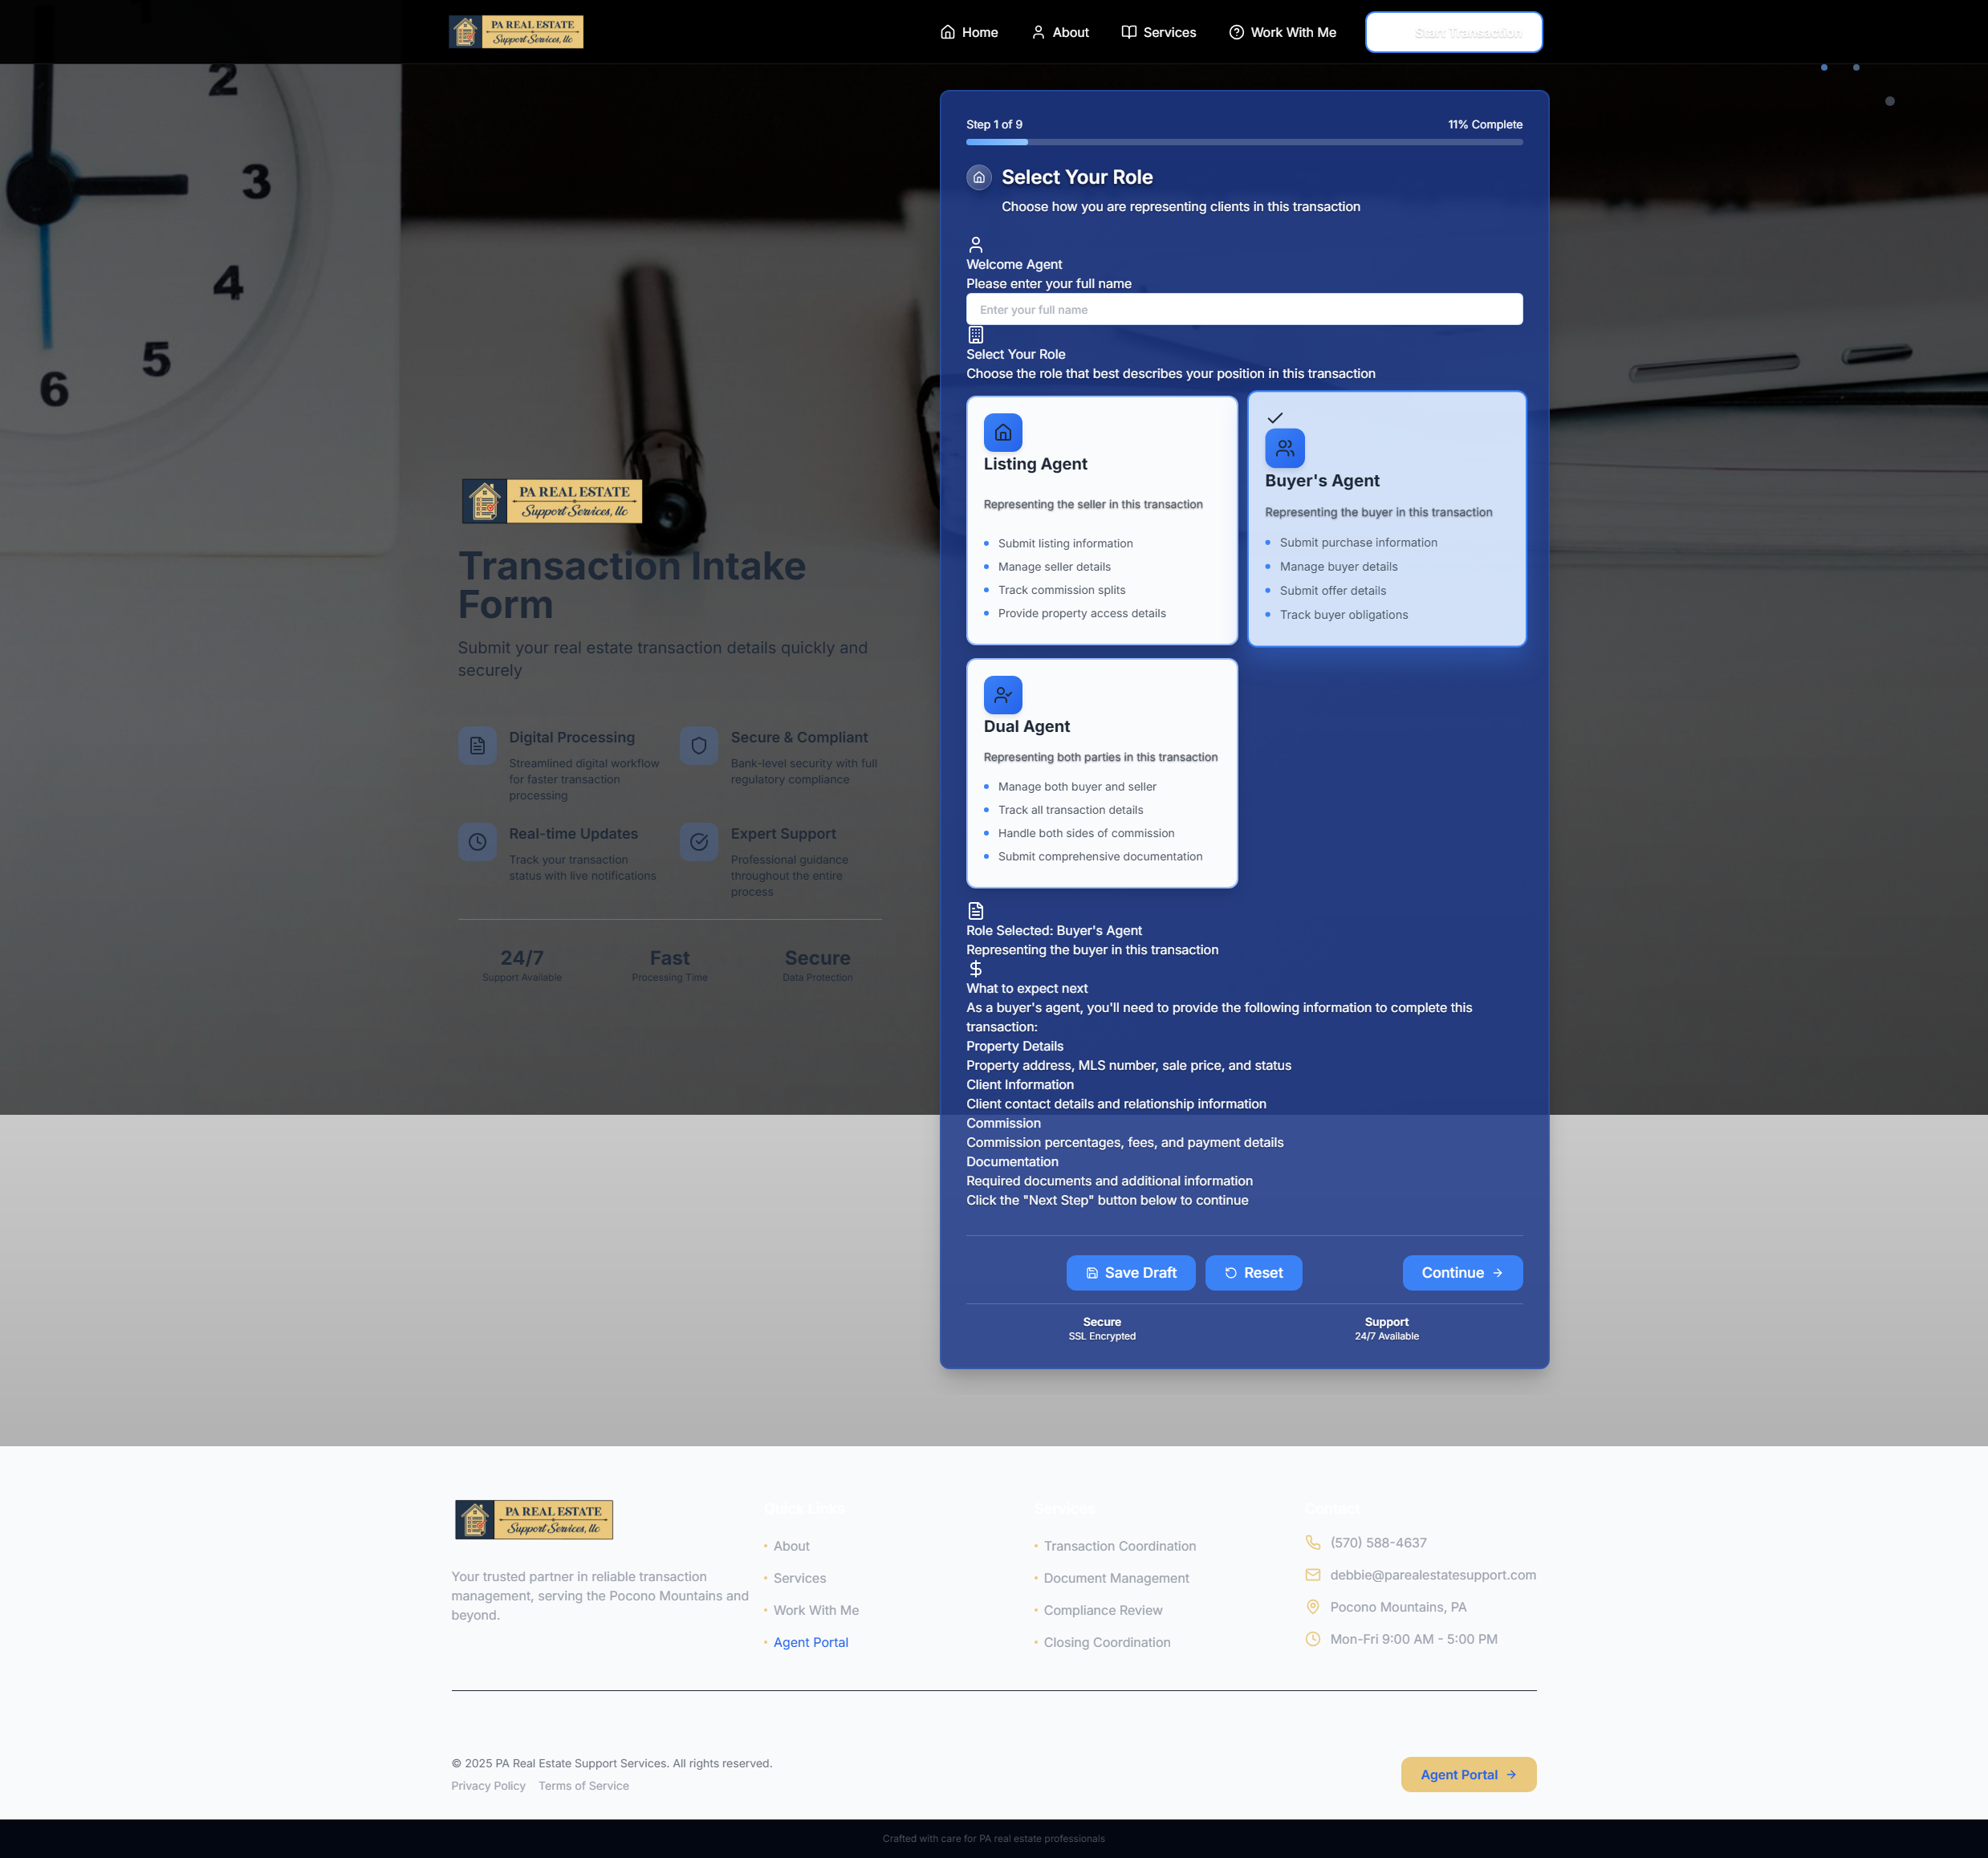 PA REAL ESTATE
Support Services, llc
Home
About
Services
Work With Me
Start Transaction
1
2
3
4
5
6
PA REAL ESTATE
Support Services, llc
Transaction Intake
Form
Submit your real estate transaction details quickly and
securely
Digital Processing
Streamlined digital workflow
for faster transaction
processing
Secure & Compliant
Bank-level security with full
regulatory compliance
Real-time Updates
Track your transaction
status with live notifications
Expert Support
Professional guidance
throughout the entire
process
24/7
Support Available
Fast
Processing Time
Secure
Data Protection
Step 1 of 9
11% Complete
Select Your Role
Choose how you are representing clients in this transaction
Welcome Agent
Please enter your full name
Enter your full name
Select Your Role
Choose the role that best describes your position in this transaction
Listing Agent
Representing the seller in this transaction
Submit listing information
Manage seller details
Track commission splits
Provide property access details
Buyer's Agent
Representing the buyer in this transaction
Submit purchase information
Manage buyer details
Submit offer details
Track buyer obligations
Dual Agent
Representing both parties in this transaction
Manage both buyer and seller
Track all transaction details
Handle both sides of commission
Submit comprehensive documentation
Role Selected: Buyer's Agent
Representing the buyer in this transaction
What to expect next
As a buyer's agent, you'll need to provide the following information to complete this
transaction:
Property Details
Property address, MLS number, sale price, and status
Client Information
Client contact details and relationship information
Commission
Commission percentages, fees, and payment details
Documentation
Required documents and additional information
Click the "Next Step" button below to continue
Save Draft
Reset
Continue
Secure
SSL Encrypted
Support
24/7 Available
PA REAL ESTATE
Support Services, llc
Your trusted partner in reliable transaction
management, serving the Pocono Mountains and
beyond.
Quick Links
About
Services
Work With Me
Agent Portal
Services
Transaction Coordination
Document Management
Compliance Review
Closing Coordination
Contact
(570) 588-4637
debbie@parealestatesupport.com
Pocono Mountains, PA
Mon-Fri 9:00 AM - 5:00 PM
© 2025 PA Real Estate Support Services. All rights reserved.
Privacy Policy
Terms of Service
Agent Portal
Crafted with care for PA real estate professionals